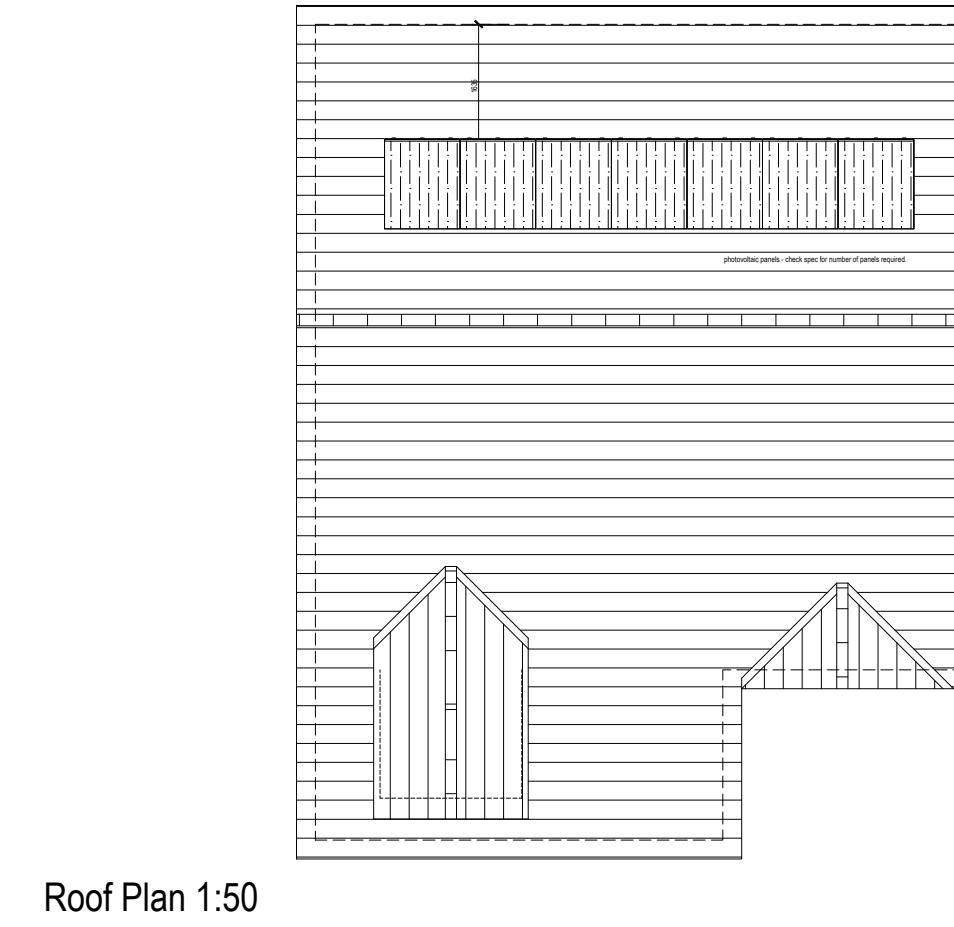 1635
photovoltaic panels - check spec for number of panels required.
Roof Plan 1:50